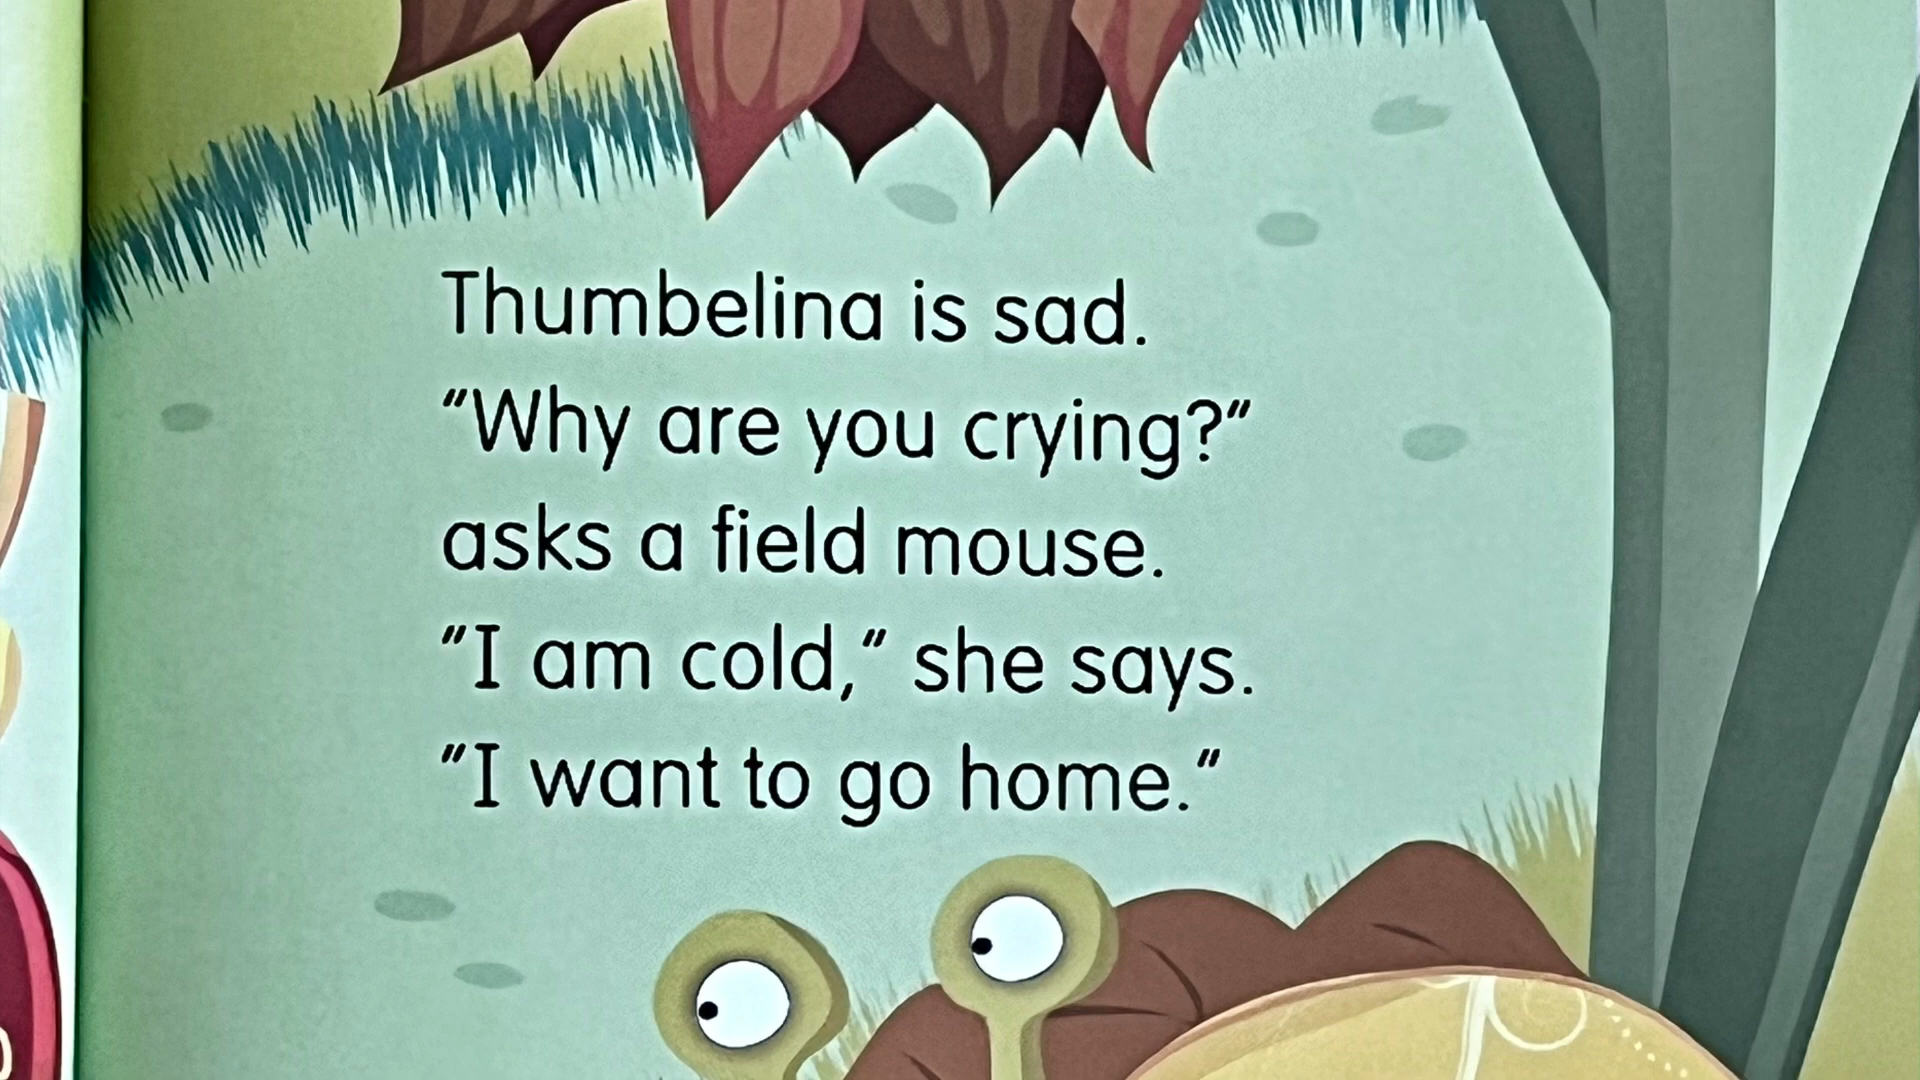 Thumbelina is sad.
"Why are you crying?"
asks a field mouse.
"I am cold," she says.
"I want to go home."